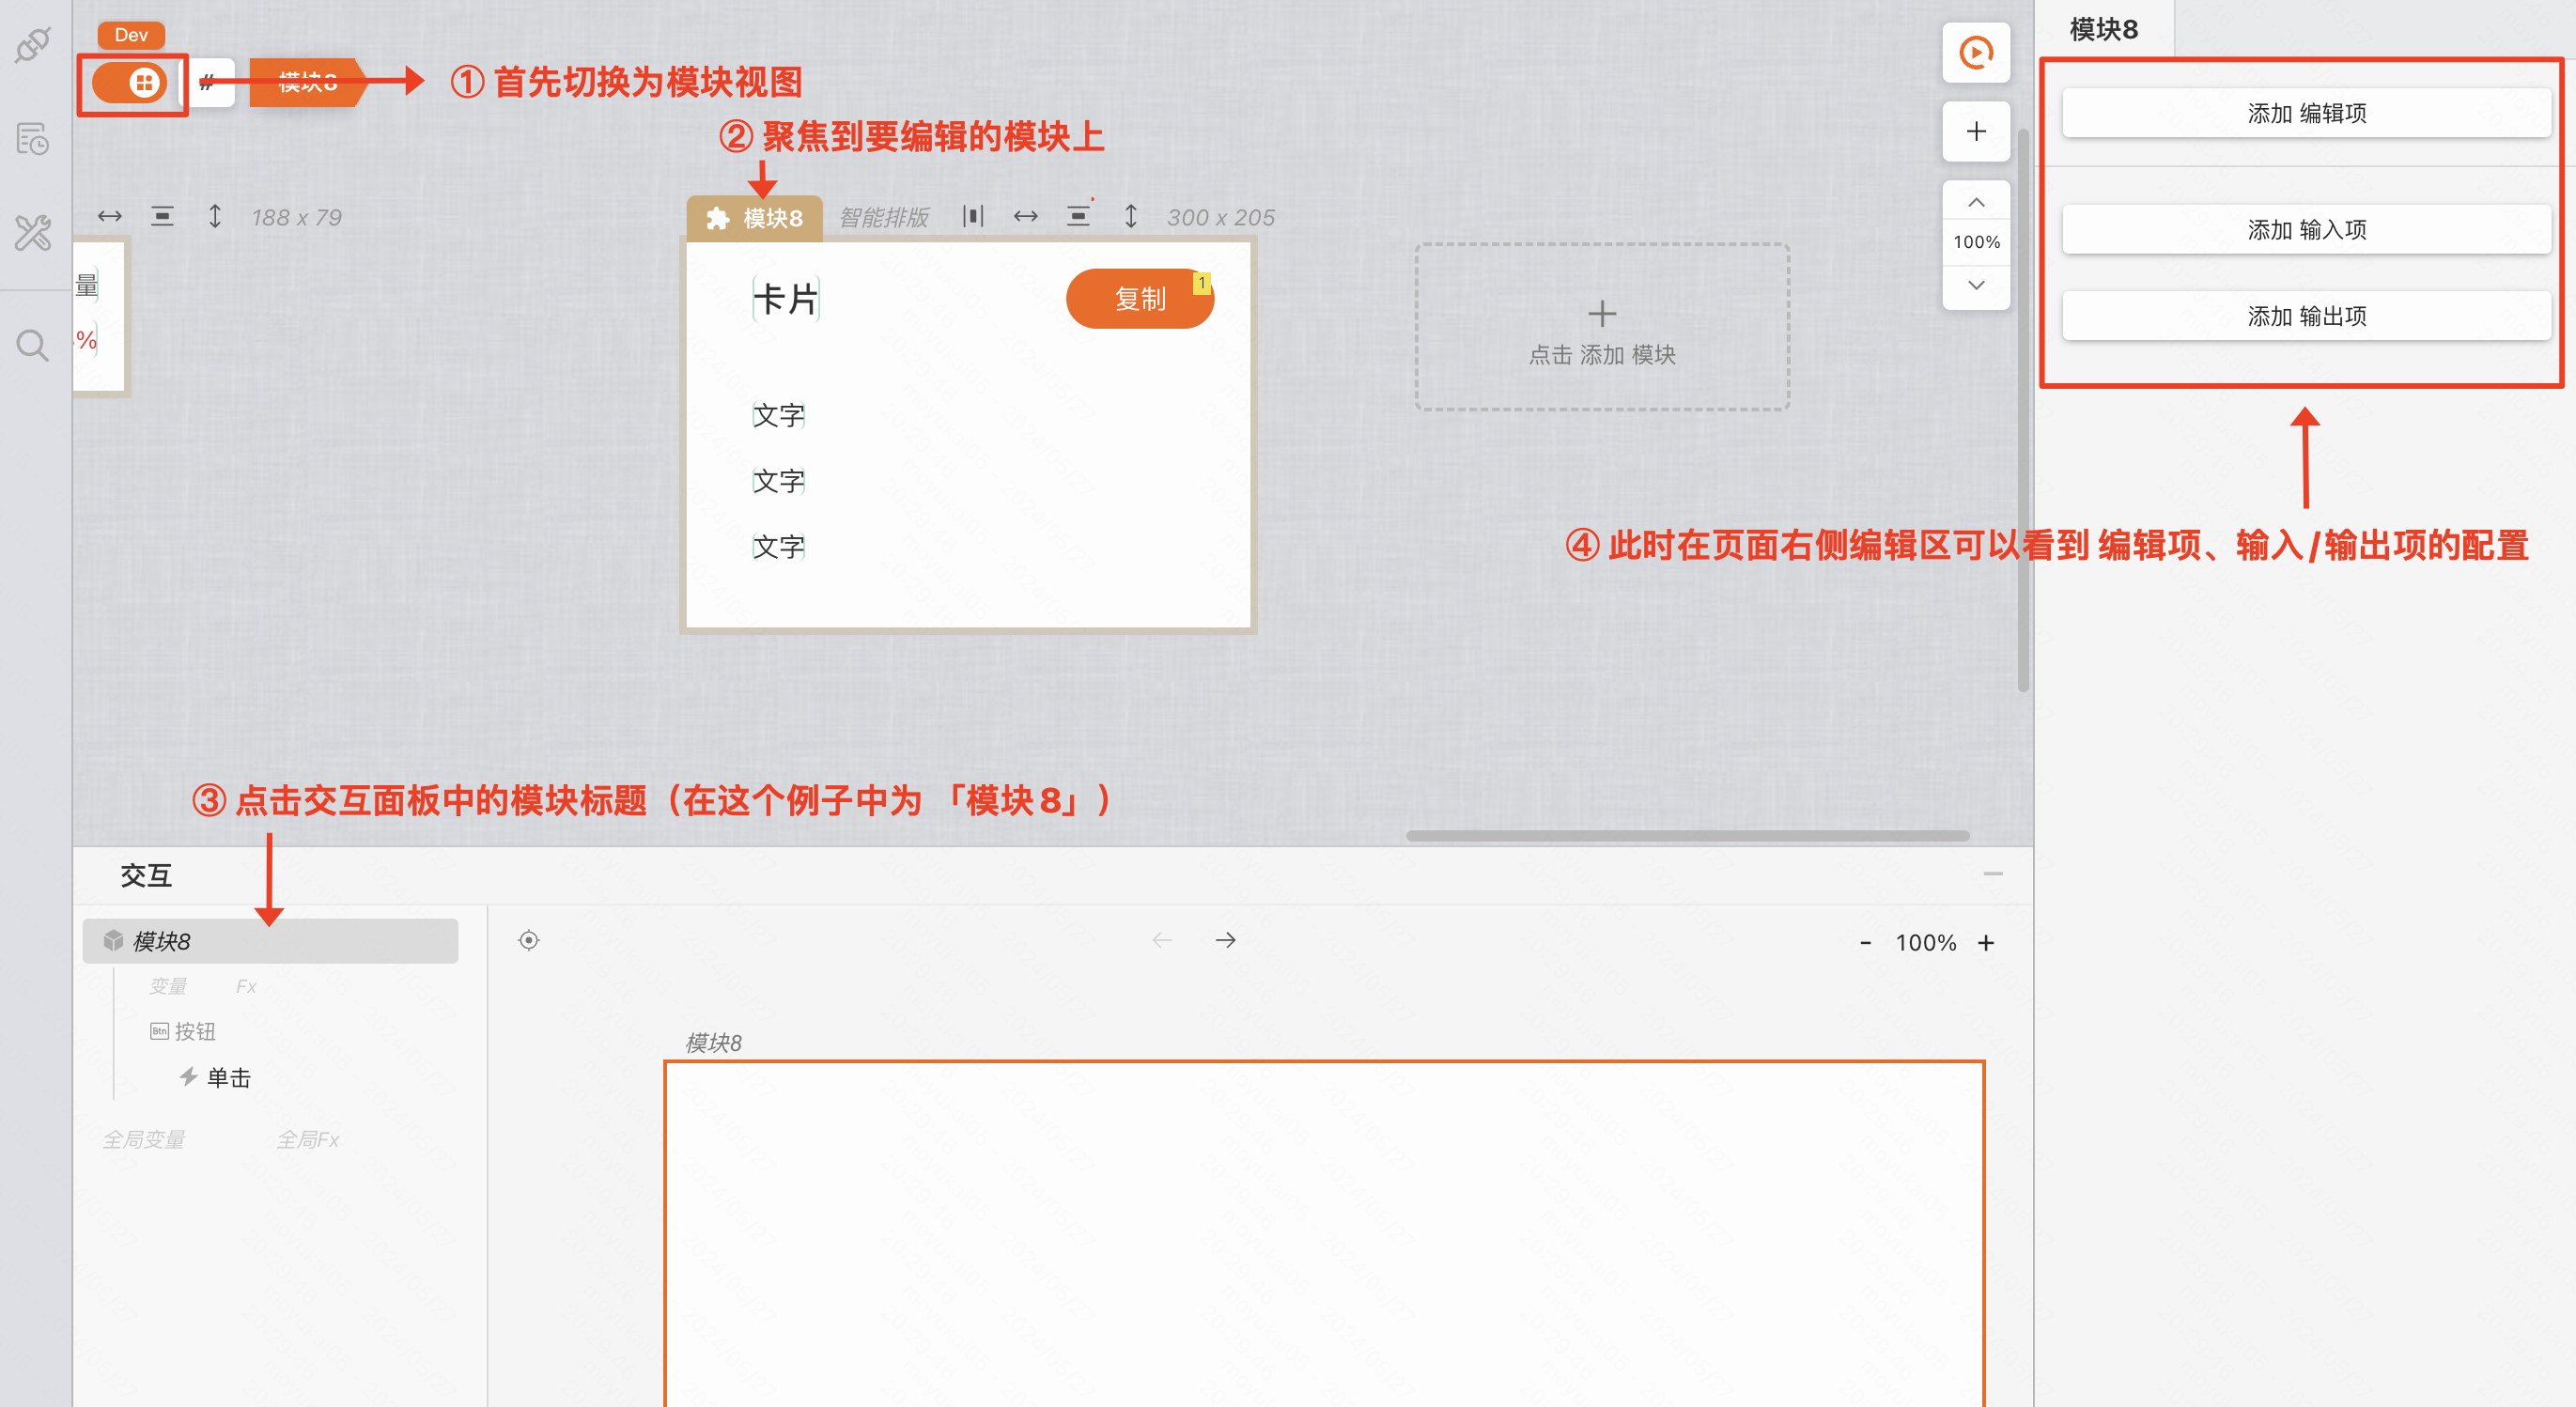 Dev
模块8
#
模块8
① 首先切换为模块视图
添加 编辑项
② 聚焦到要编辑的模块上
188 x 79
模块8
智能排版
300 x 205
添加 输入项
100%
量
%
卡片
复制
1
添加 输出项
点击 添加 模块
文字
文字
文字
④ 此时在页面右侧编辑区可以看到 编辑项、输入/输出项的配置
③ 点击交互面板中的模块标题（在这个例子中为 「模块8」）
交互
模块8
- 100% +
变量
Fx
Btn 按钮
模块8
单击
全局变量
全局Fx